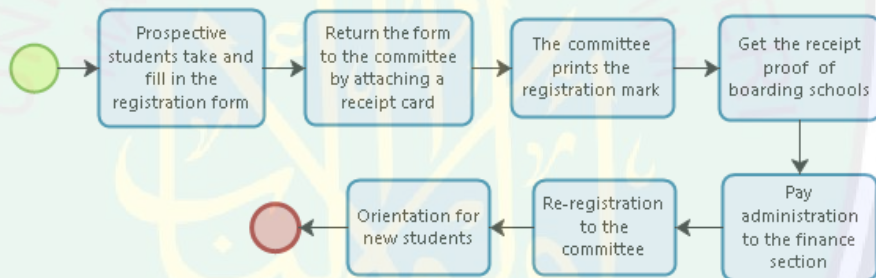 Prospective
students take and
fill in the
registration form
Return the form
to the committee
by attaching a
receipt card
The committee
prints the
registration mark
Get the receipt
proof of
boarding schools
Pay
administration
to the finance
section
Re-registration
to the
committee
Orientation for
new students